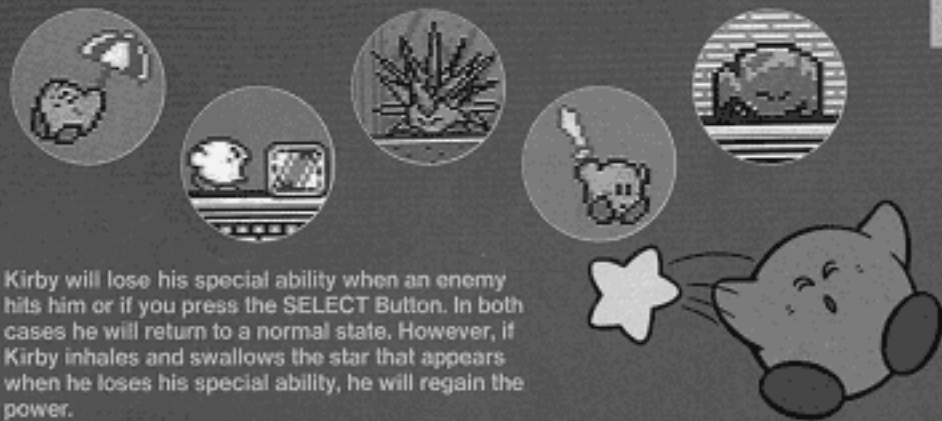 Kirby will lose his special ability when an enemy
hits him or if you press the SELECT Button. In both
cases he will return to a normal state. However, if
Kirby inhales and swallows the star that appears
when he loses his special ability, he will regain the
power.